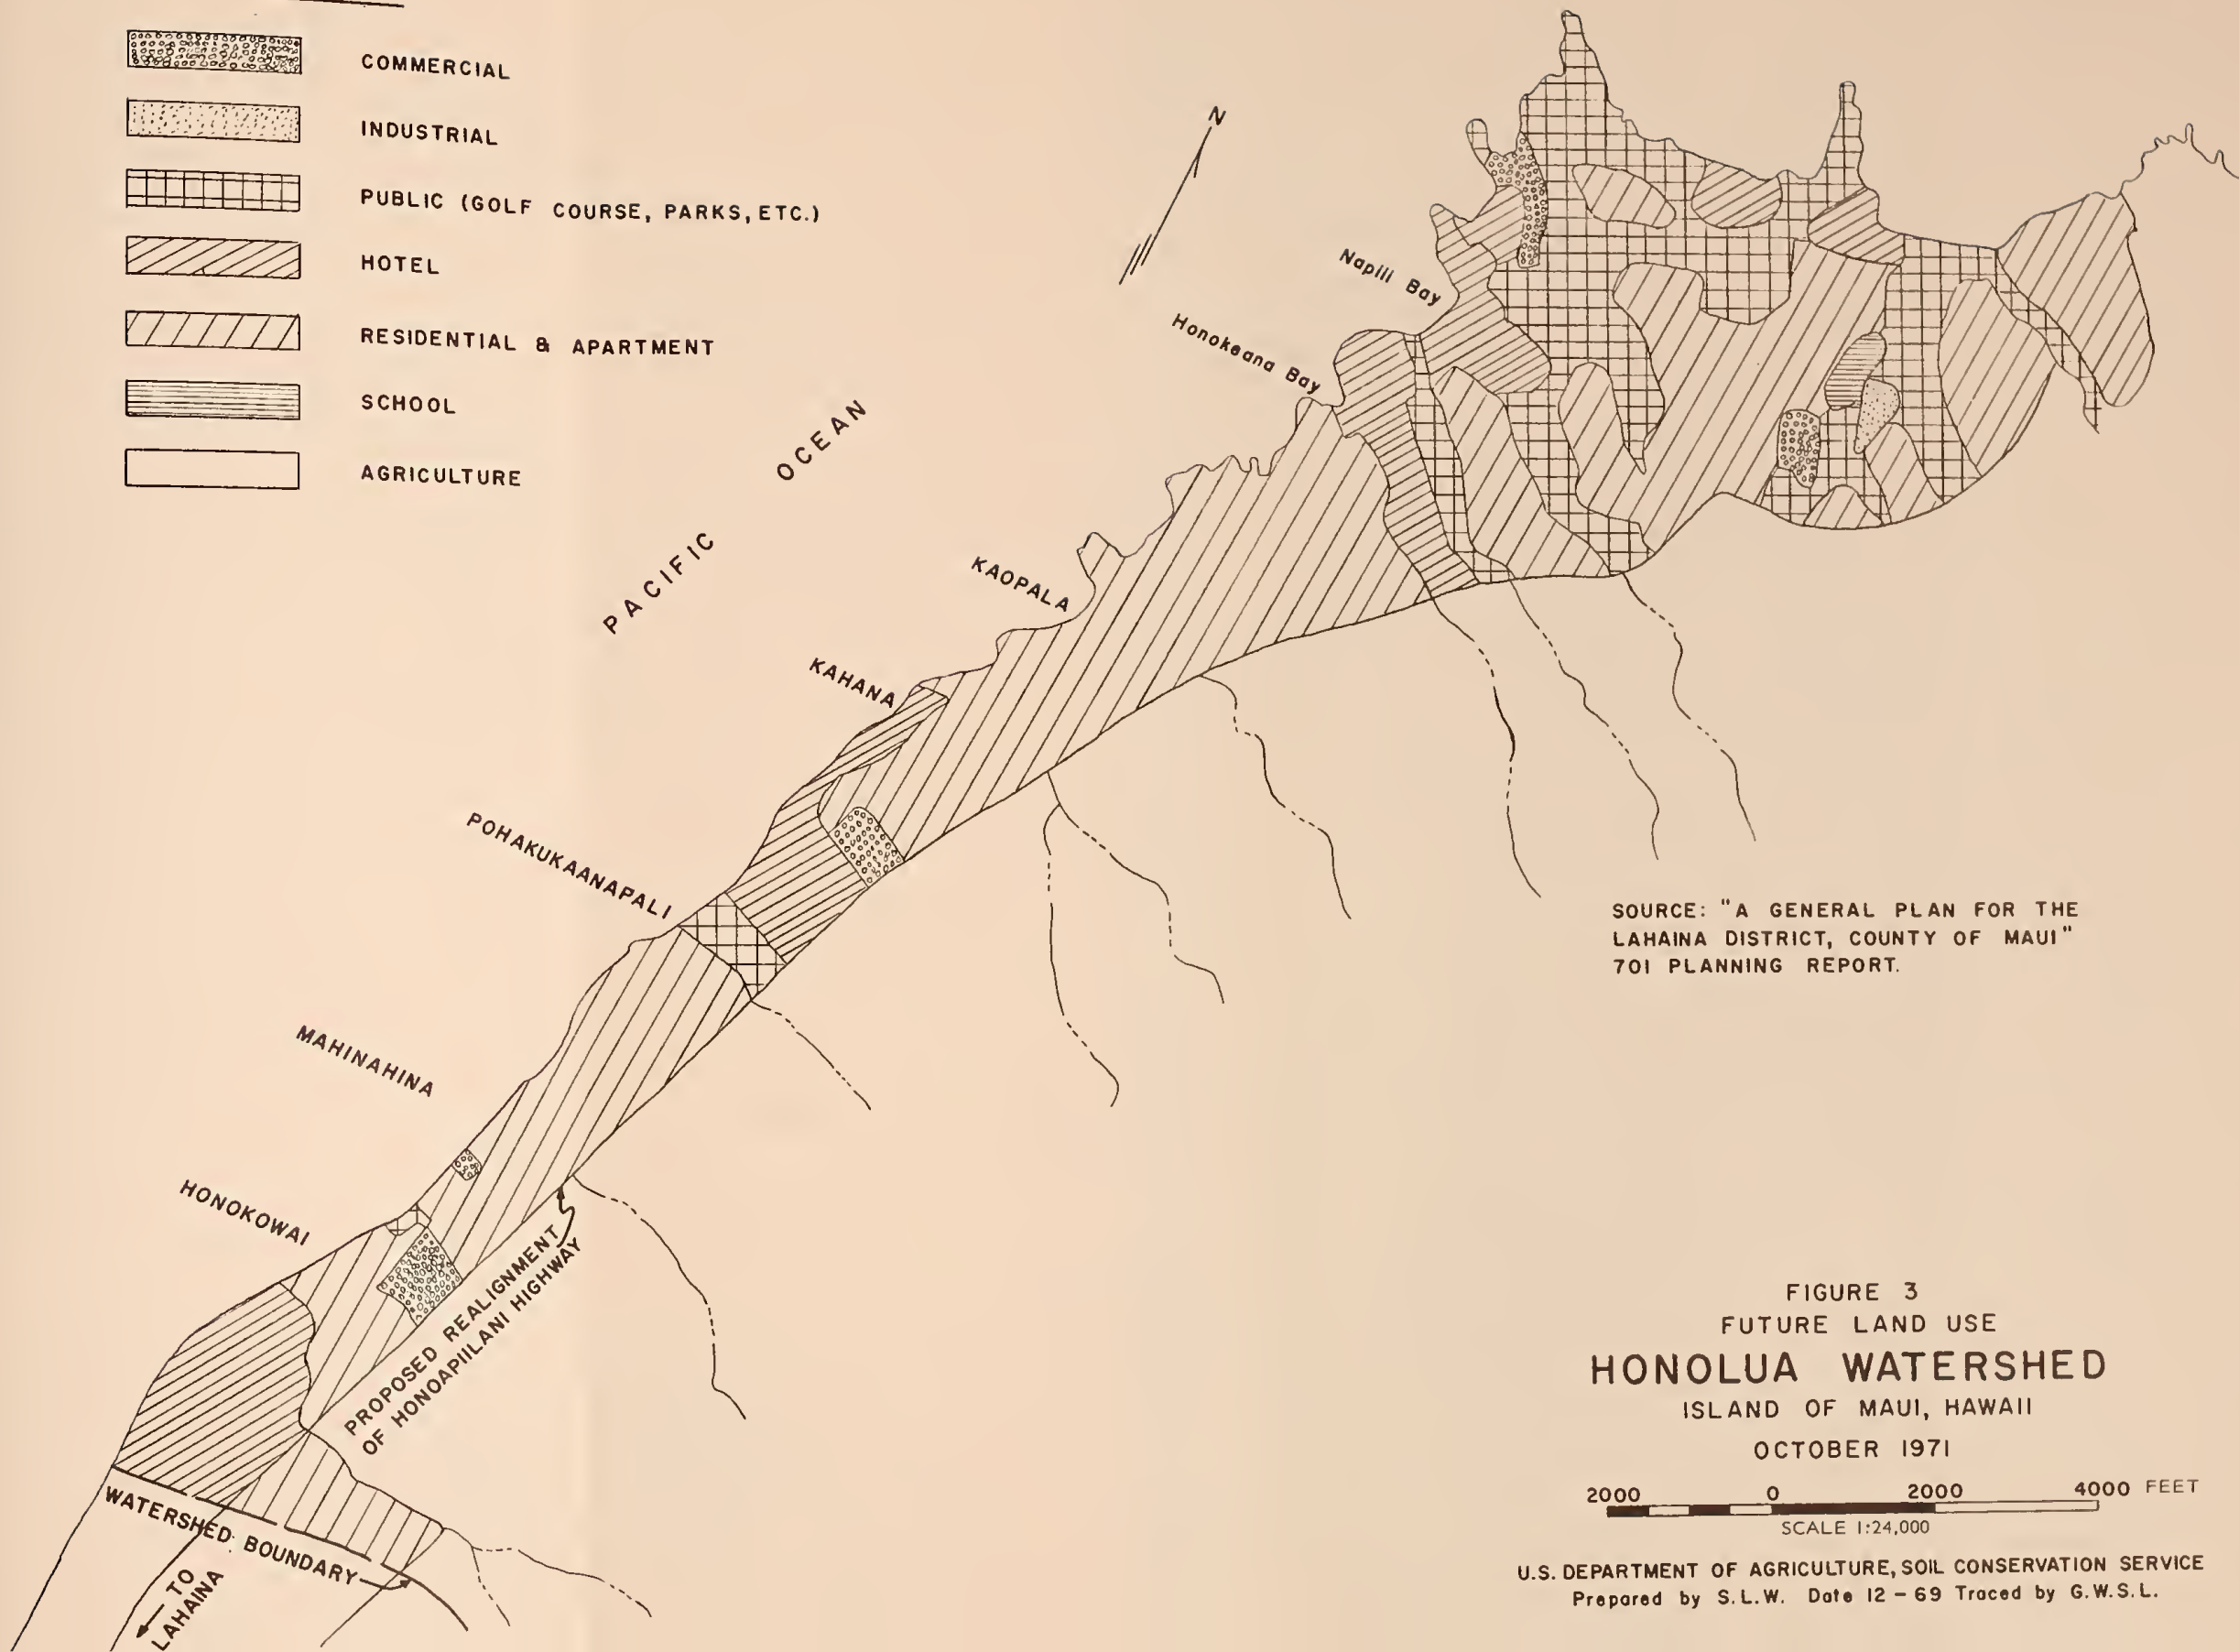 COMMERCIAL
INDUSTRIAL
PUBLIC (GOLF COURSE, PARKS, ETC.)
HOTEL
RESIDENTIAL & APARTMENT
SCHOOL
AGRICULTURE
N
Napili Bay
Honokeana Bay
PACIFIC OCEAN
KAOPALA
KAHANA
POHAKUKAANAPALI
MAHINAHINA
HONOKOWAI
PROPOSED REALIGNMENT
OF HONOAPIILANI HIGHWAY
WATERSHED BOUNDARY
TO
LAHAINA
SOURCE: "A GENERAL PLAN FOR THE
LAHAINA DISTRICT, COUNTY OF MAUI"
701 PLANNING REPORT.
FIGURE 3
FUTURE LAND USE
HONOLUA WATERSHED
ISLAND OF MAUI, HAWAII
OCTOBER 1971
2000 0 2000 4000 FEET
SCALE 1:24,000
U.S. DEPARTMENT OF AGRICULTURE, SOIL CONSERVATION SERVICE
Prepared by S.L.W. Date 12-69 Traced by G.W.S.L.